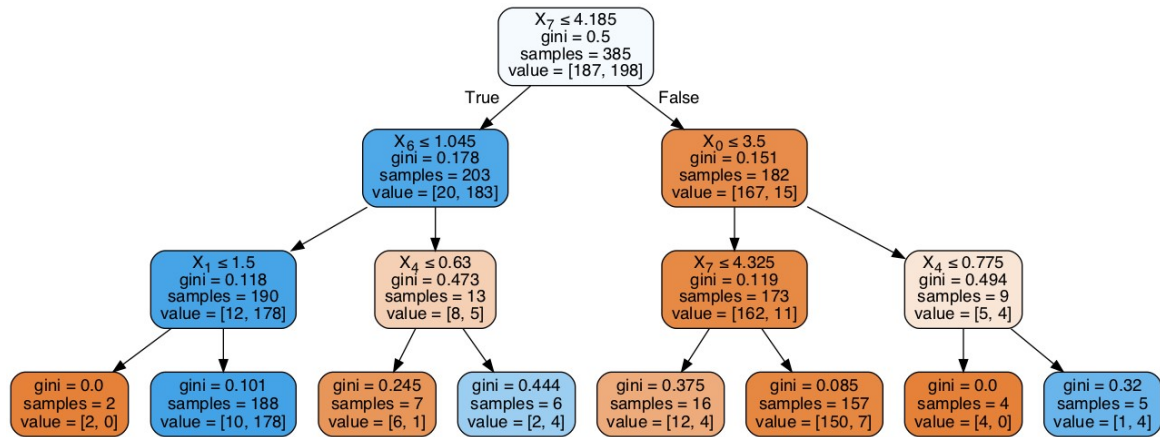 X7 ≤ 4.185
gini = 0.5
samples = 385
value = [187, 198]
True
False
X6 ≤ 1.045
gini = 0.178
samples = 203
value = [20, 183]
X0 ≤ 3.5
gini = 0.151
samples = 182
value = [167, 15]
X1 ≤ 1.5
gini = 0.118
samples = 190
value = [12, 178]
X4 ≤ 0.63
gini = 0.473
samples = 13
value = [8, 5]
X7 ≤ 4.325
gini = 0.119
samples = 173
value = [162, 11]
X4 ≤ 0.775
gini = 0.494
samples = 9
value = [5, 4]
gini = 0.0
samples = 2
value = [2, 0]
gini = 0.101
samples = 188
value = [10, 178]
gini = 0.245
samples = 7
value = [6, 1]
gini = 0.444
samples = 6
value = [2, 4]
gini = 0.375
samples = 16
value = [12, 4]
gini = 0.085
samples = 157
value = [150, 7]
gini = 0.0
samples = 4
value = [4, 0]
gini = 0.32
samples = 5
value = [1, 4]